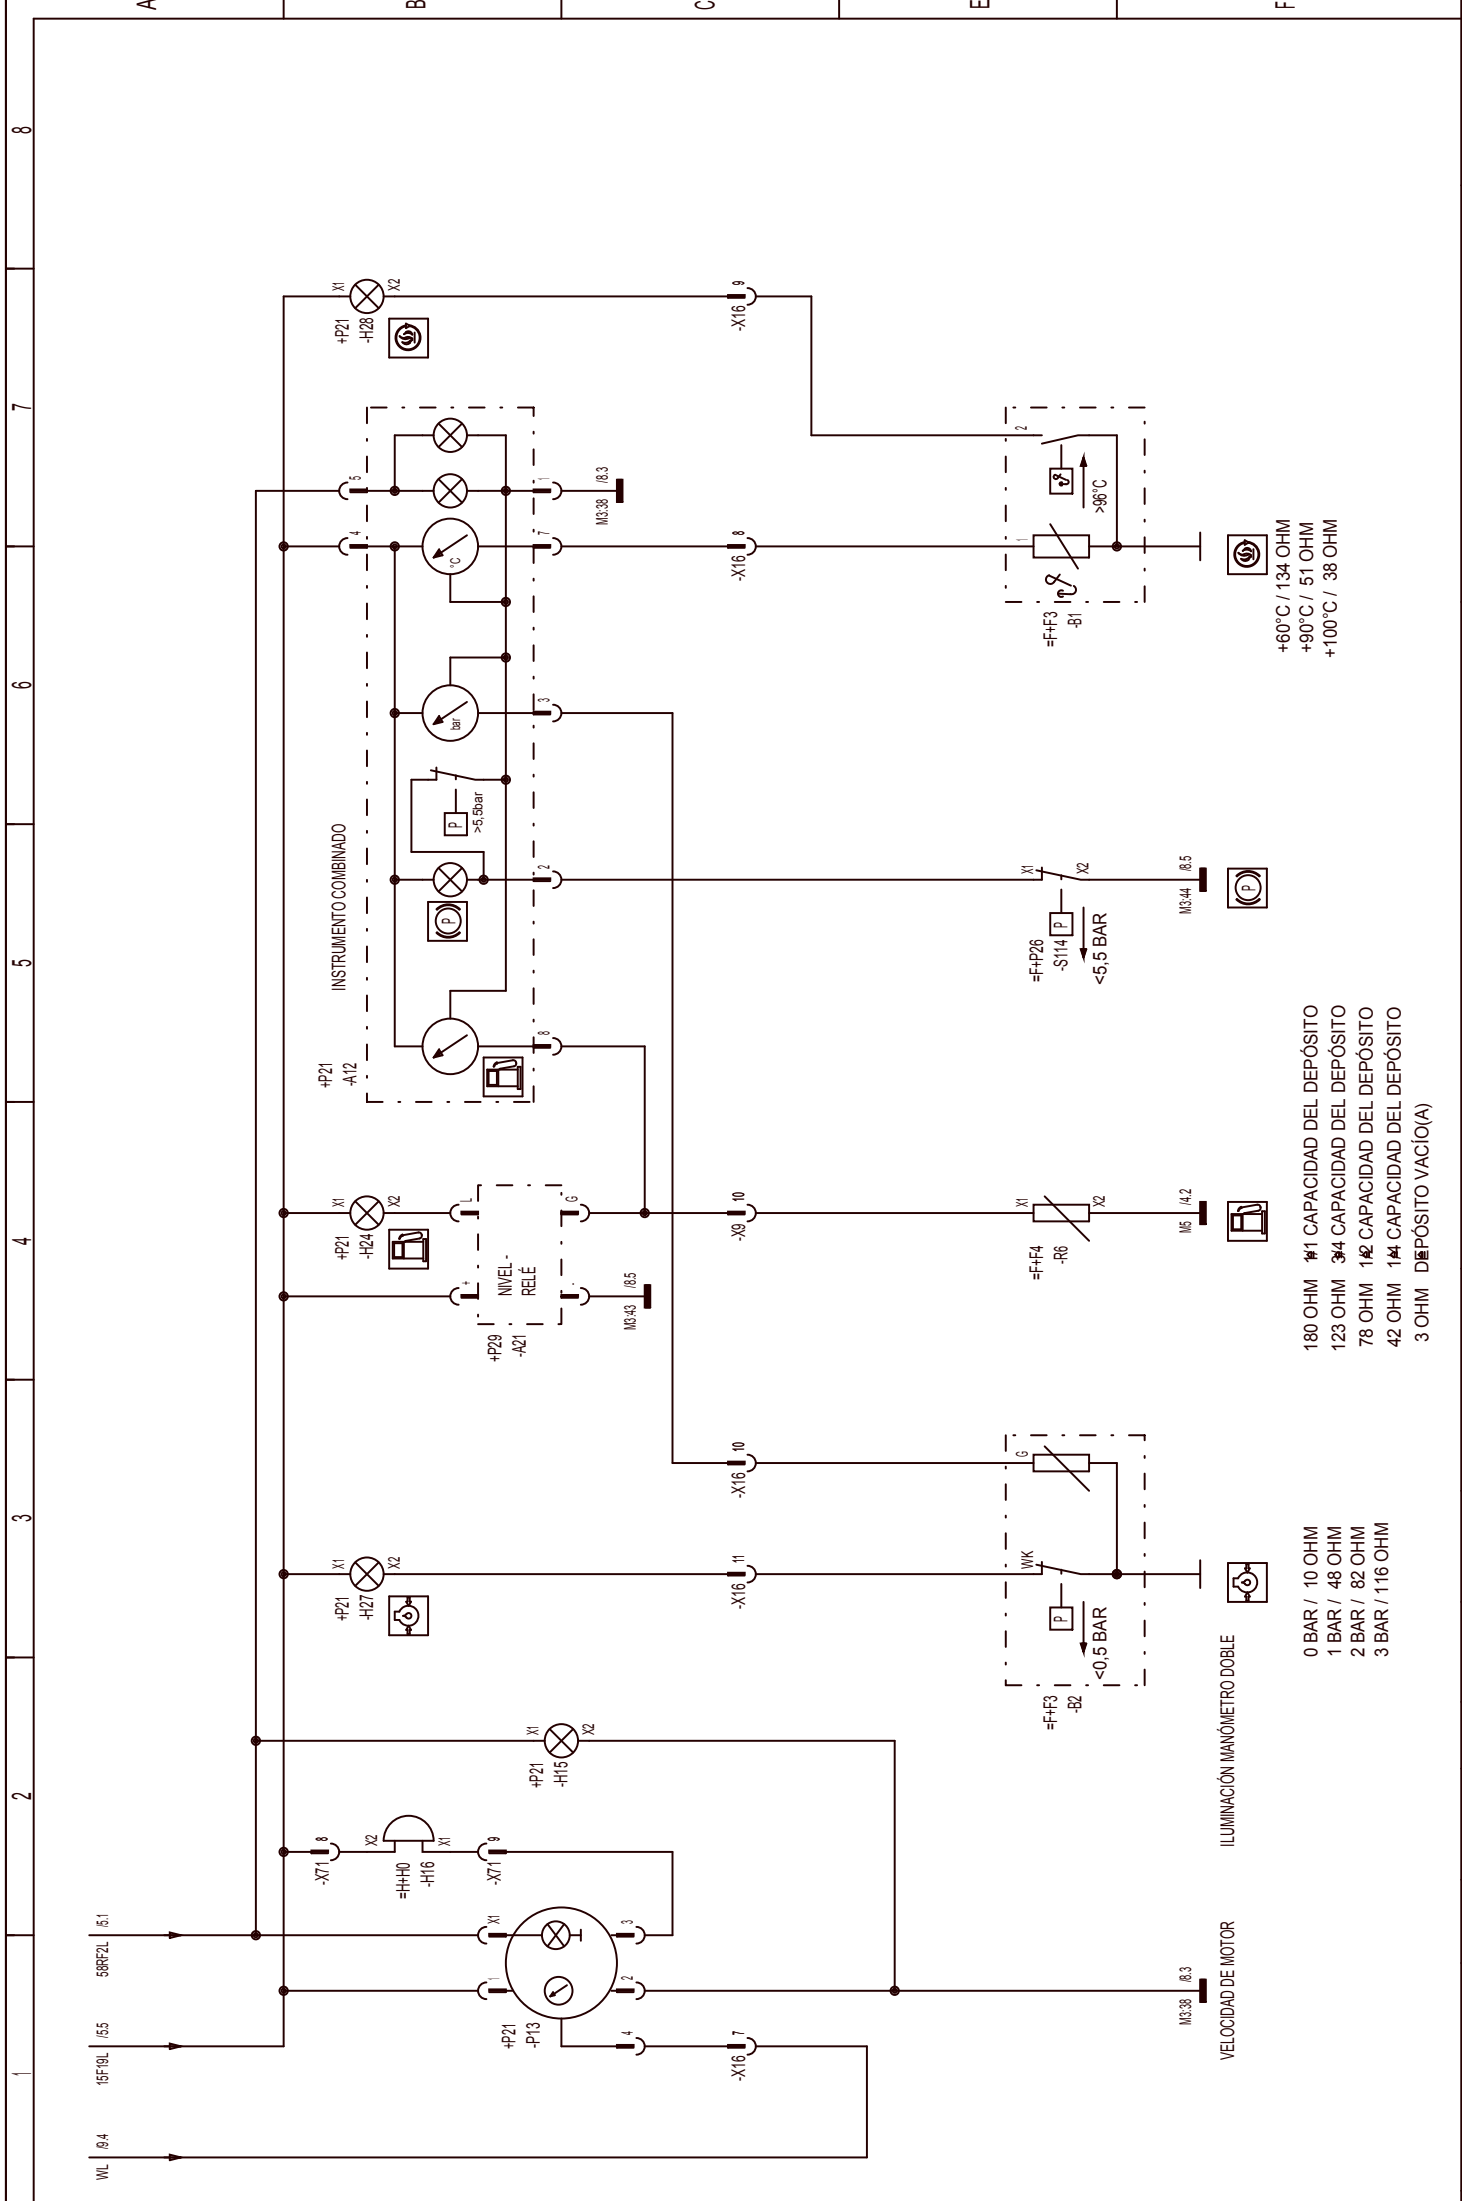 A
B
C
E
F
8
7
6
5
4
3
2
1
WL /9.4
15F19L /5.5
58RF2L /5.1
+P21
-P13
1
X1
2
3
4
-X16 7
M3:38 /8.3
VELOCIDAD DE MOTOR
-X71 8
=H+H0
-H16
X2
X1
-X71 9
+P21
-H15
X1
X2
ILUMINACIÓN MANÓMETRO DOBLE
+P21
-H27
X1
X2
-X16 11
-X16 10
=F+F3
-B2
WK
G
P
<0,5 BAR
0 BAR / 10 OHM
1 BAR / 48 OHM
2 BAR / 82 OHM
3 BAR / 116 OHM
+P21
-H24
X1
X2
+P29
-A21
NIVEL -
RELÉ
+
L
-
G
M3:43 /8.5
-X9 10
=F+F4
-R6
X1
X2
M5 /4.2
180 OHM 1/1 CAPACIDAD DEL DEPÓSITO
123 OHM 3/4 CAPACIDAD DEL DEPÓSITO
78 OHM 1/2 CAPACIDAD DEL DEPÓSITO
42 OHM 1/4 CAPACIDAD DEL DEPÓSITO
3 OHM DEPÓSITO VACÍO(A)
+P21
-A12
INSTRUMENTO COMBINADO
P
P
>5,5bar
bar
°C
4
5
8
2
3
7
1
M3:38 /8.3
=F+P26
-S114
X1
X2
P
<5,5 BAR
M3:44 /8.5
P
-X16 8
-X16 9
+P21
-H28
X1
X2
=F+F3
-B1
1
2
>96°C
+60°C / 134 OHM
+90°C / 51 OHM
+100°C / 38 OHM